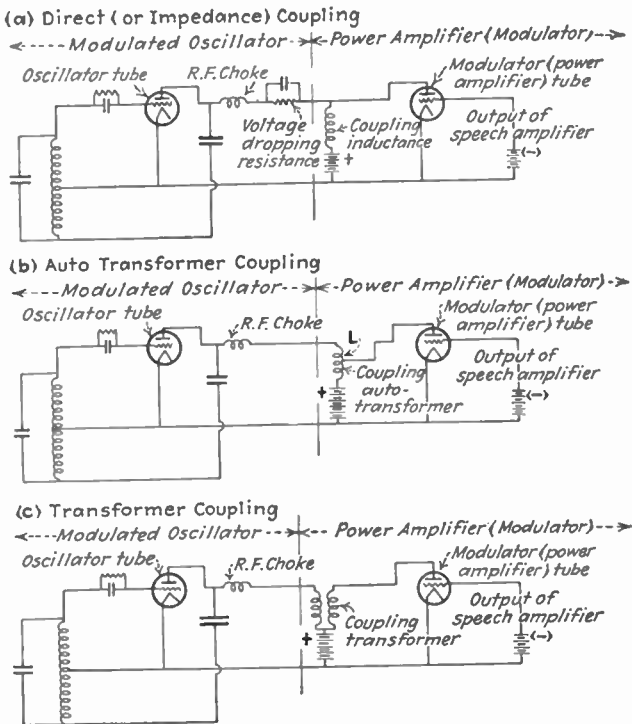 (a) Direct (or Impedance) Coupling
<----Modulated Oscillator---->|<-Power Amplifier (Modulator)--->
Oscillator tube
R.F. Choke
Modulator (power
amplifier) tube
Voltage
dropping
resistance
Coupling
inductance
+
Output of
speech amplifier
(-)
(b) Auto Transformer Coupling
<----Modulated Oscillator---->|<-Power Amplifier (Modulator)--->
Oscillator tube
R.F. Choke
L
Modulator (power
amplifier) tube
Coupling
auto-
transformer
+
Output of
speech amplifier
(-)
(c) Transformer Coupling
<----Modulated Oscillator---->|<-Power Amplifier (Modulator)--->
Oscillator tube
R.F. Choke
Modulator (power
amplifier) tube
Coupling
transformer
+
Output of
speech amplifier
(-)